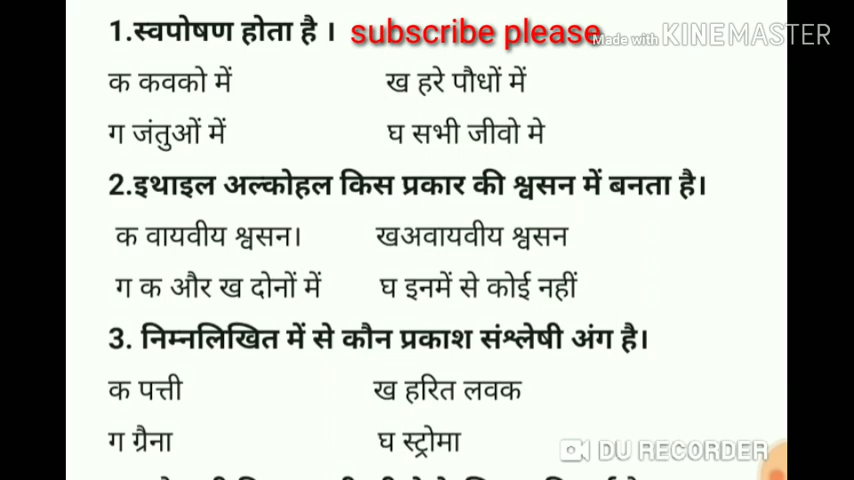 1.स्वपोषण होता है । subscribe please
Made with KINEMASTER
क कवको में ख हरे पौधों में
ग जंतुओं में घ सभी जीवो मे
2.इथाइल अल्कोहल किस प्रकार की श्वसन में बनता है।
क वायवीय श्वसन। खअवायवीय श्वसन
ग क और ख दोनों में घ इनमें से कोई नहीं
3. निम्नलिखित में से कौन प्रकाश संश्लेषी अंग है।
क पत्ती ख हरित लवक
ग ग्रैना घ स्ट्रोमा
DU RECORDER